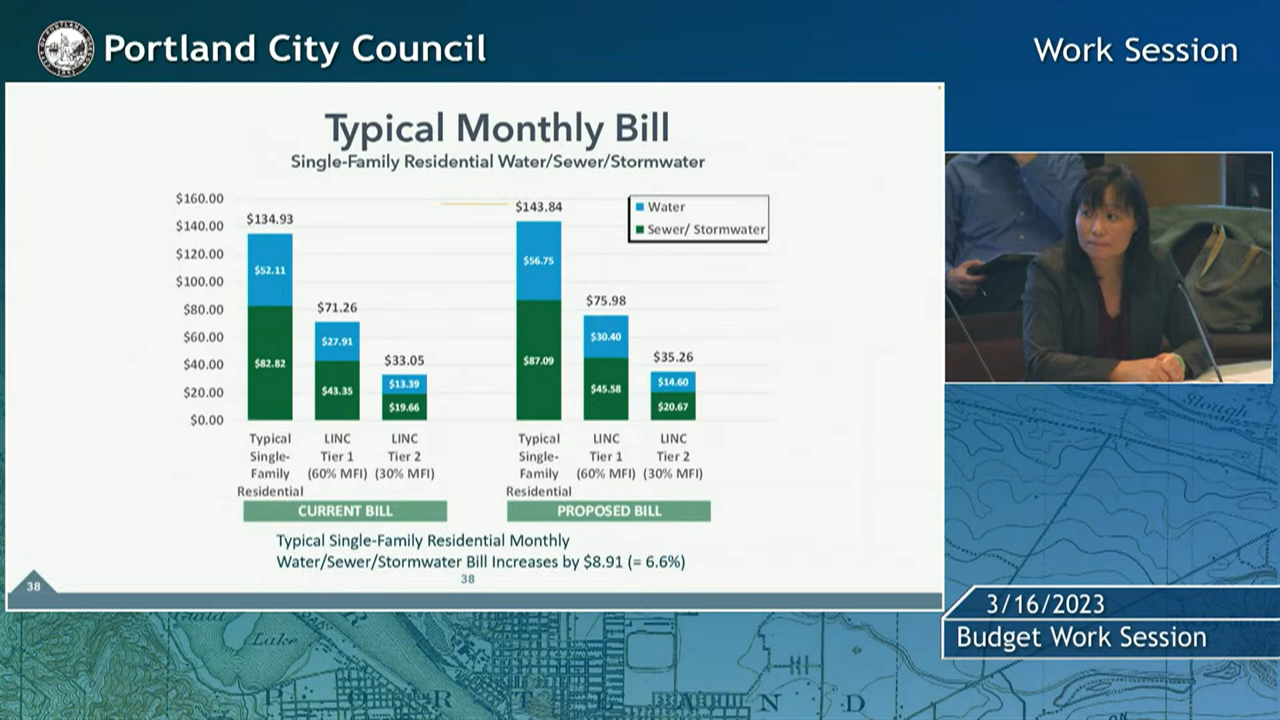 Portland City Council
Work Session
Typical Monthly Bill
Single-Family Residential Water/Sewer/Stormwater
$160.00
$140.00
$120.00
$100.00
$80.00
$60.00
$40.00
$20.00
$0.00
$134.93
$52.11
$82.82
$71.26
$27.91
$43.35
$33.05
$13.39
$19.66
$143.84
$56.75
$87.09
$75.98
$30.40
$45.58
$35.26
$14.60
$20.67
Water
Sewer/ Stormwater
Typical
Single-
Family
Residential
LINC
Tier 1
(60% MFI)
LINC
Tier 2
(30% MFI)
Typical
Single-
Family
Residential
LINC
Tier 1
(60% MFI)
LINC
Tier 2
(30% MFI)
CURRENT BILL
PROPOSED BILL
Typical Single-Family Residential Monthly
Water/Sewer/Stormwater Bill Increases by $8.91 (= 6.6%)
38
38
3/16/2023
Budget Work Session
Slough
Guild
Lake
P O R T L A N D